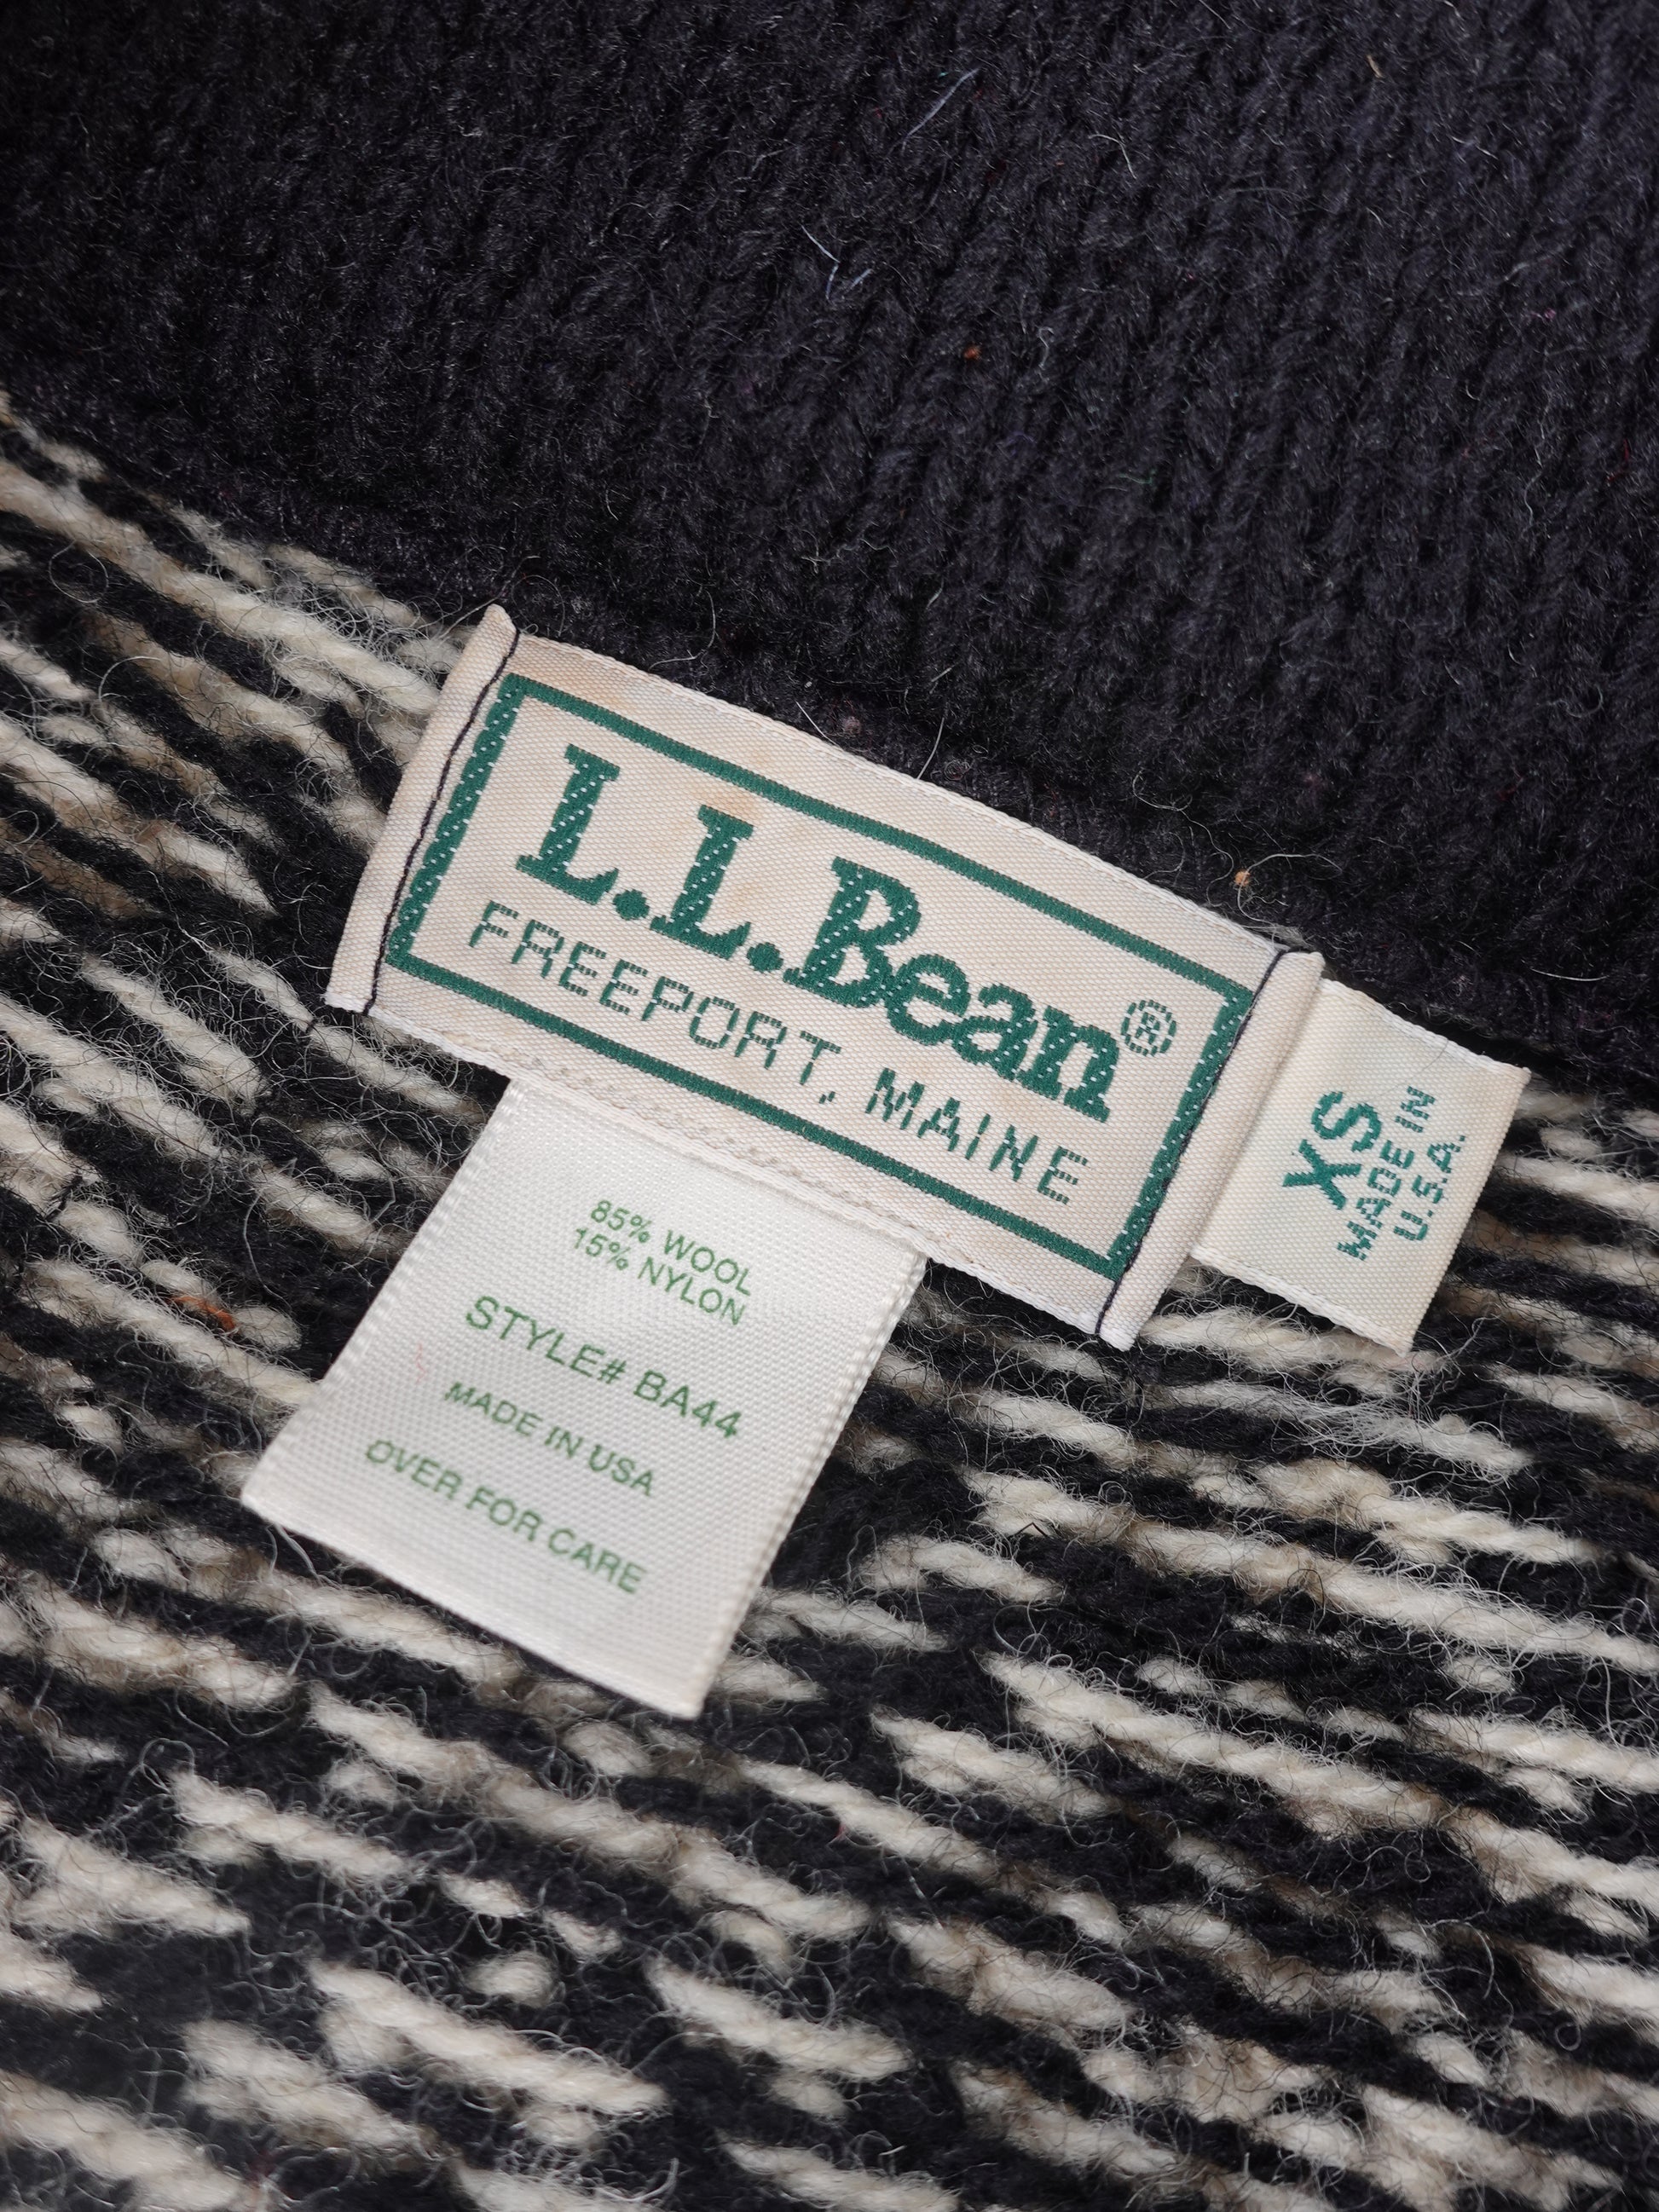 L.L.Bean®
FREEPORT, MAINE
XS
MADE IN
U.S.A.
85% WOOL
15% NYLON
STYLE# BA44
MADE IN USA
OVER FOR CARE